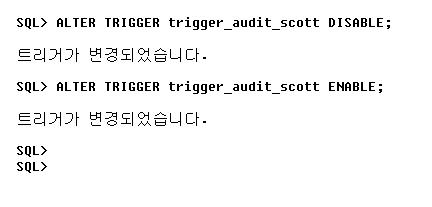 SQL> ALTER TRIGGER trigger_audit_scott DISABLE;
트리거가 변경되었습니다.
SQL> ALTER TRIGGER trigger_audit_scott ENABLE;
트리거가 변경되었습니다.
SQL>
SQL>